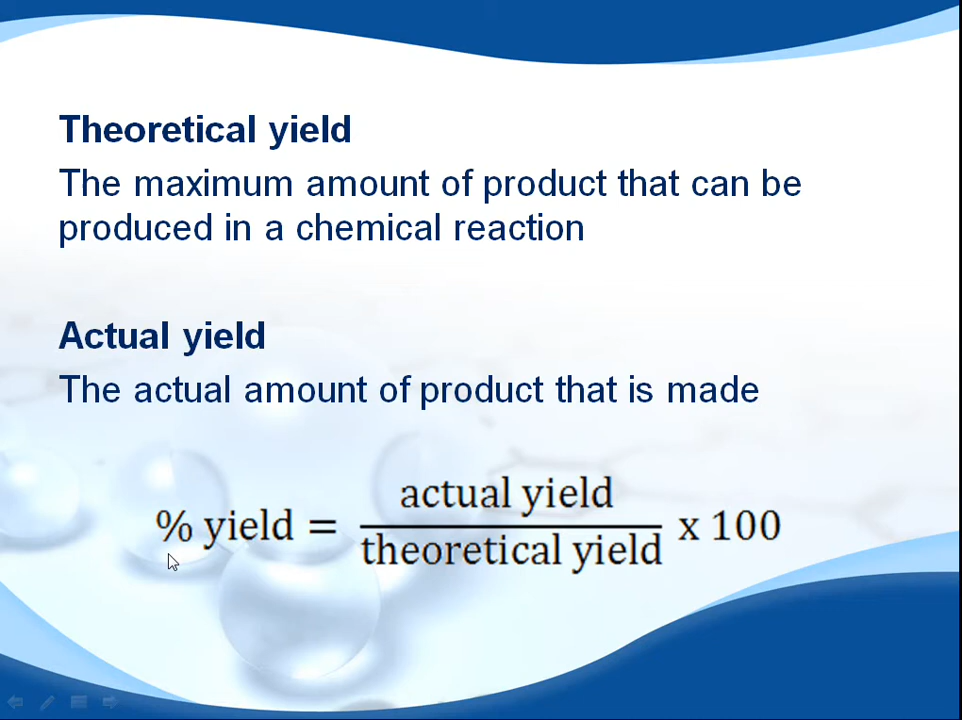 Theoretical yield
The maximum amount of product that can be
produced in a chemical reaction
Actual yield
The actual amount of product that is made
% yield = actual yield / theoretical yield x 100